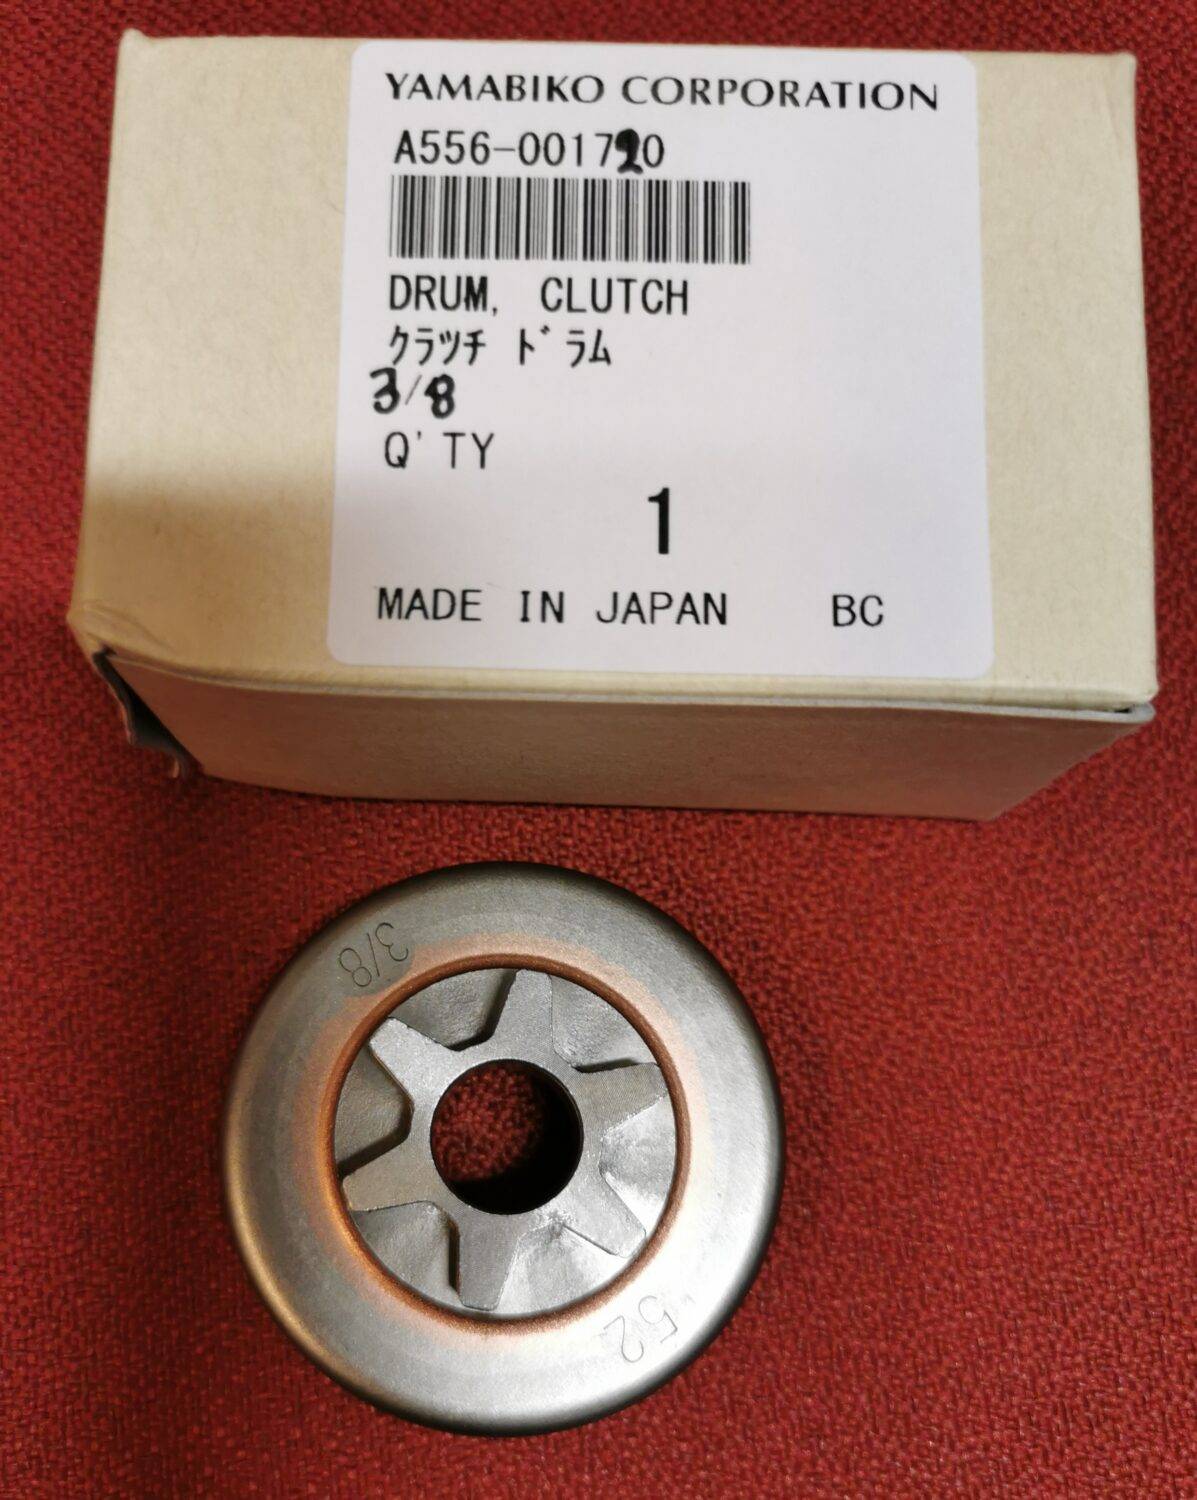 YAMABIKO CORPORATION
A556-001720
DRUM, CLUTCH
クラツチ ドラム
3/8
Q'TY
1
MADE IN JAPAN BC
3/8
52